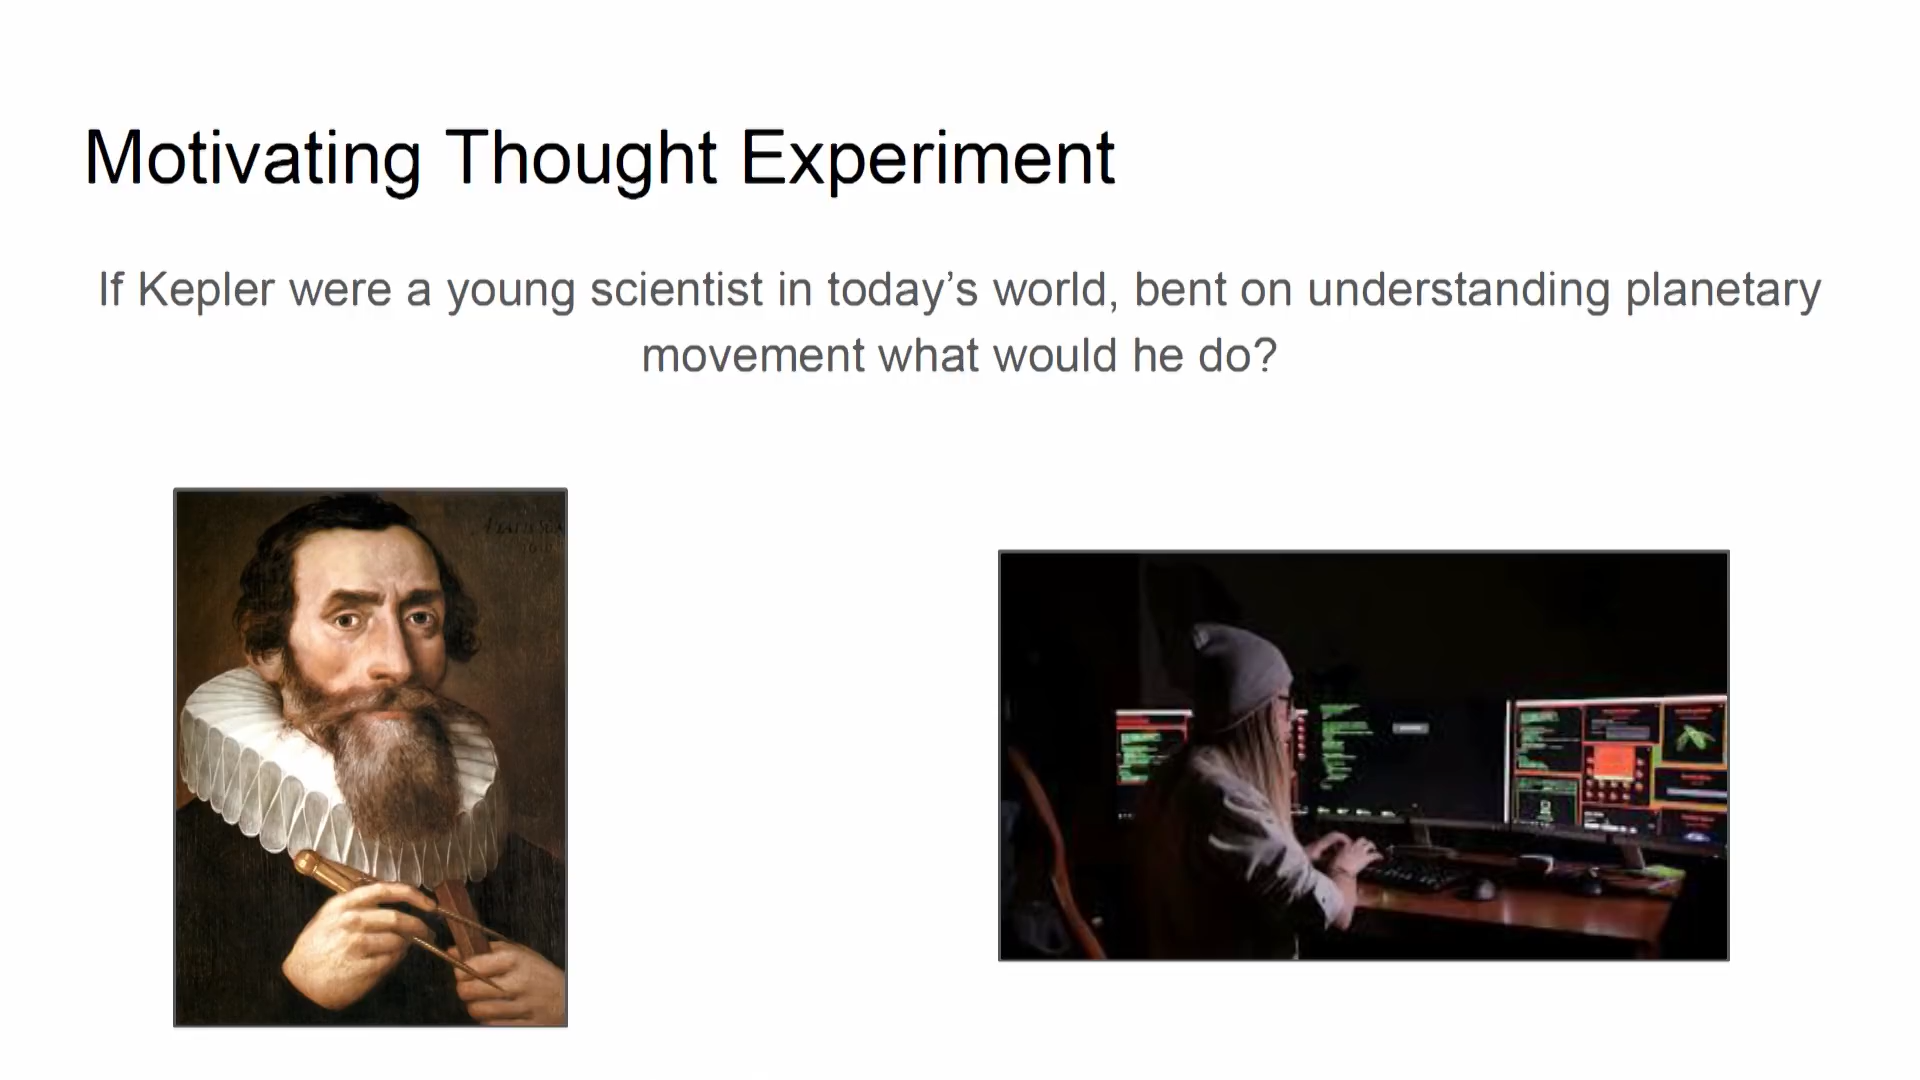 Motivating Thought Experiment
If Kepler were a young scientist in today’s world, bent on understanding planetary
movement what would he do?